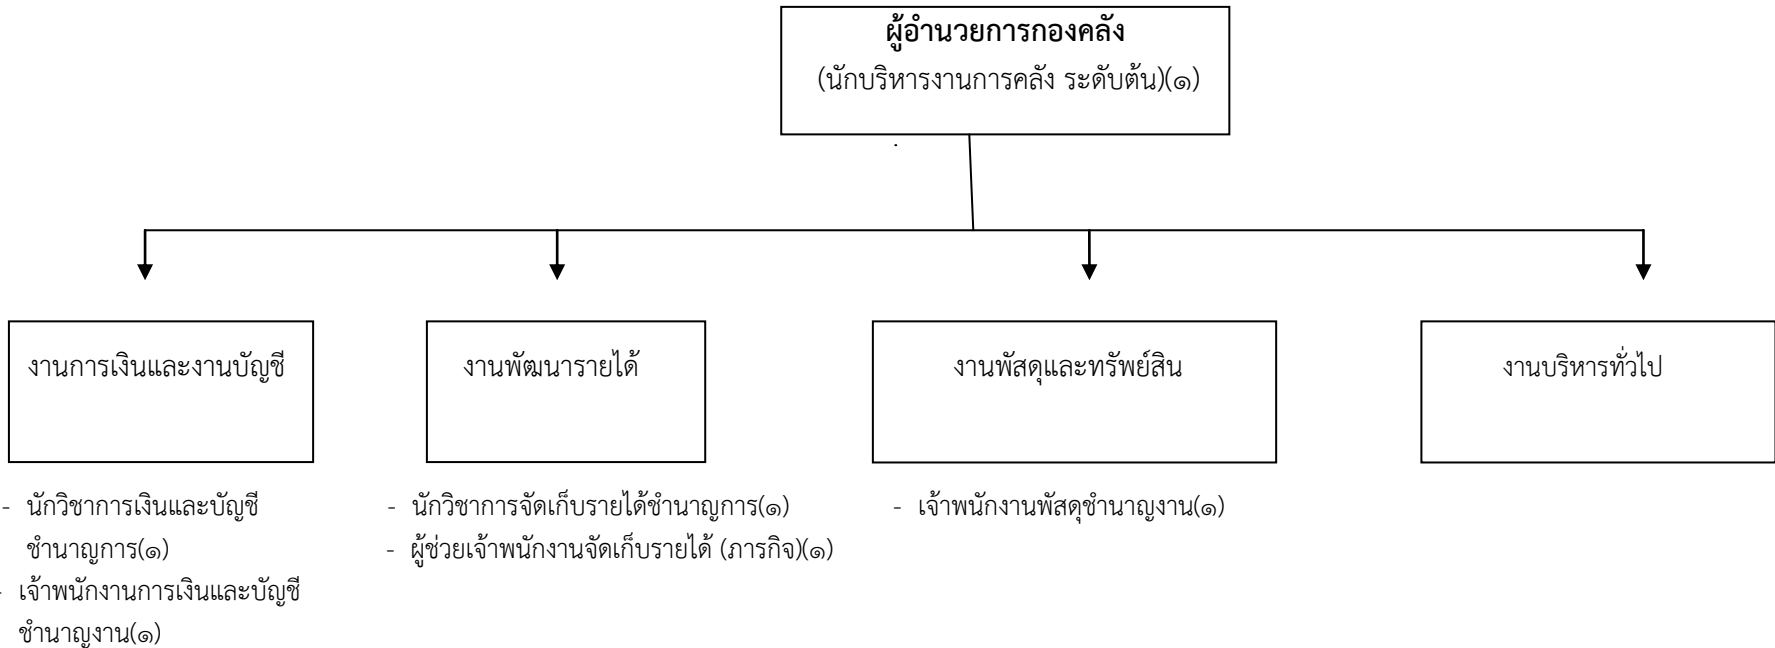 ผู้อำนวยการกองคลัง
(นักบริหารงานการคลัง ระดับต้น)(๑)
งานการเงินและงานบัญชี
งานพัฒนารายได้
งานพัสดุและทรัพย์สิน
งานบริหารทั่วไป
- นักวิชาการเงินและบัญชี
ชำนาญการ(๑)
- เจ้าพนักงานการเงินและบัญชี
ชำนาญงาน(๑)
- นักวิชาการจัดเก็บรายได้ชำนาญการ(๑)
- ผู้ช่วยเจ้าพนักงานจัดเก็บรายได้ (ภารกิจ)(๑)
- เจ้าพนักงานพัสดุชำนาญงาน(๑)